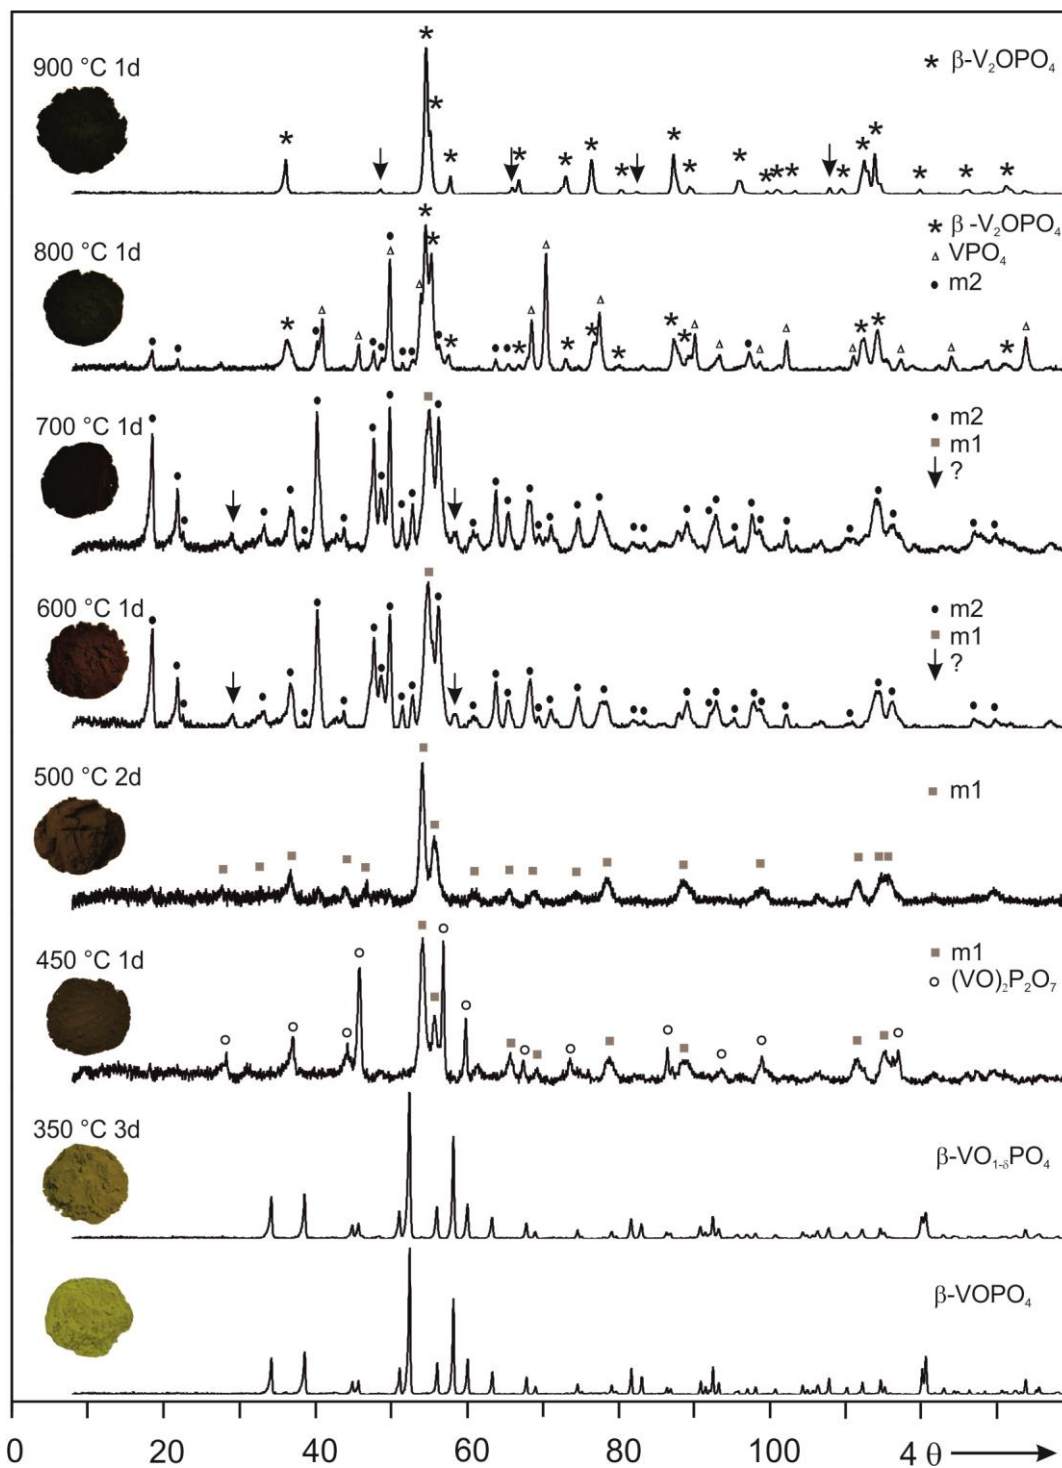 900 °C 1d
* β-V₂OPO₄
800 °C 1d
* β -V₂OPO₄
▵ VPO₄
• m2
700 °C 1d
• m2
■ m1
↓ ?
600 °C 1d
• m2
■ m1
↓ ?
500 °C 2d
■ m1
450 °C 1d
■ m1
○ (VO)₂P₂O₇
350 °C 3d
β-VO₁₋δPO₄
β-VOPO₄
0 20 40 60 80 100 4 θ →